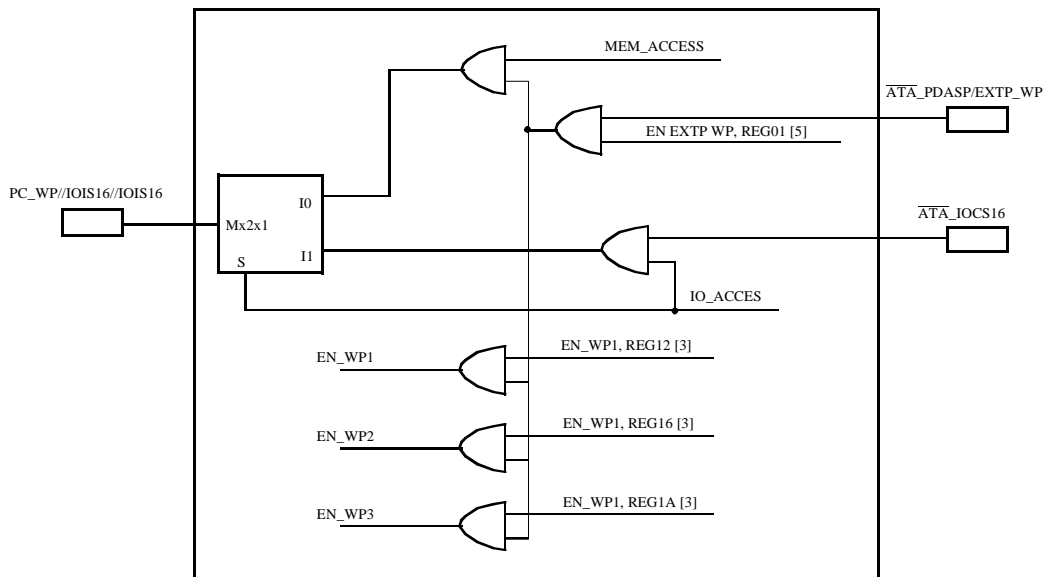 MEM_ACCESS
ATA_PDASP/EXTP_WP
EN EXTP WP, REG01 [5]
PC_WP//IOIS16//IOIS16
I0
Mx2x1
ATA_IOCS16
I1
S
IO_ACCES
EN_WP1
EN_WP1, REG12 [3]
EN_WP2
EN_WP1, REG16 [3]
EN_WP3
EN_WP1, REG1A [3]